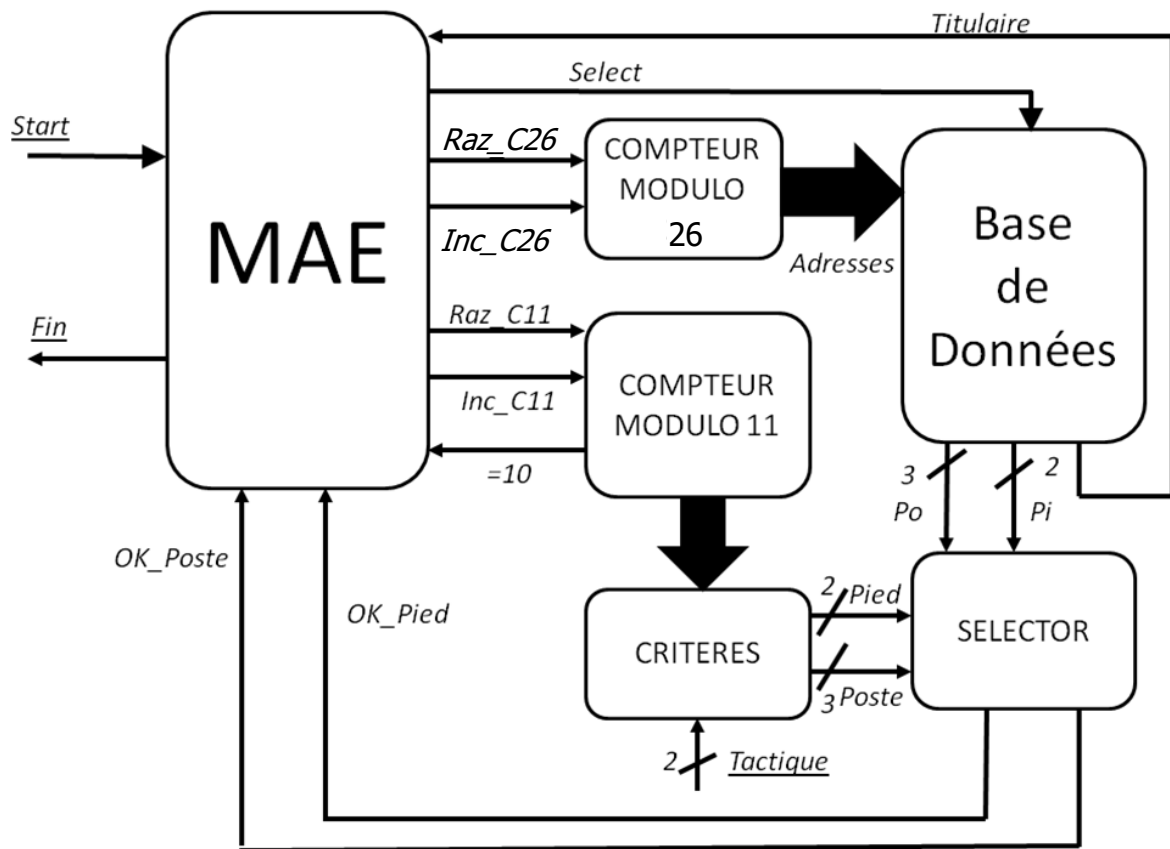 Titulaire
Select
Start
Raz_C26
COMPTEUR
MODULO
26
Inc_C26
Adresses
MAE
Base
de
Données
Fin
Raz_C11
Inc_C11
COMPTEUR
MODULO 11
=10
3
2
Po
Pi
OK_Poste
OK_Pied
CRITERES
2
Pied
3
Poste
SELECTOR
2
Tactique